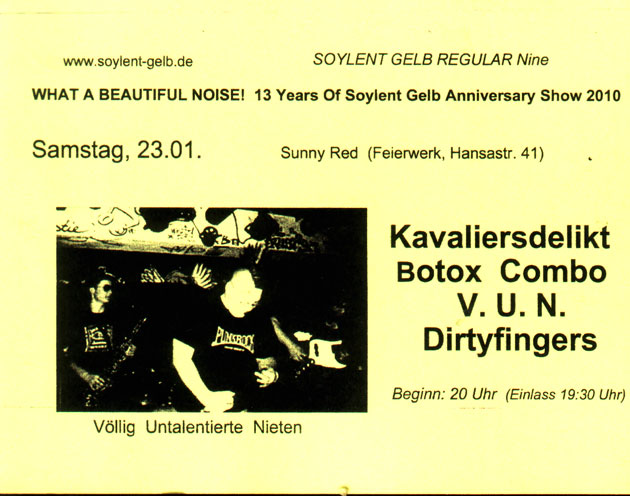 www.soylent-gelb.de
SOYLENT GELB REGULAR Nine
WHAT A BEAUTIFUL NOISE! 13 Years Of Soylent Gelb Anniversary Show 2010
Samstag, 23.01.
Sunny Red (Feierwerk, Hansastr. 41)
PUNKROCK
Kavaliersdelikt
Botox Combo
V. U. N.
Dirtyfingers
Beginn: 20 Uhr (Einlass 19:30 Uhr)
Völlig Untalentierte Nieten